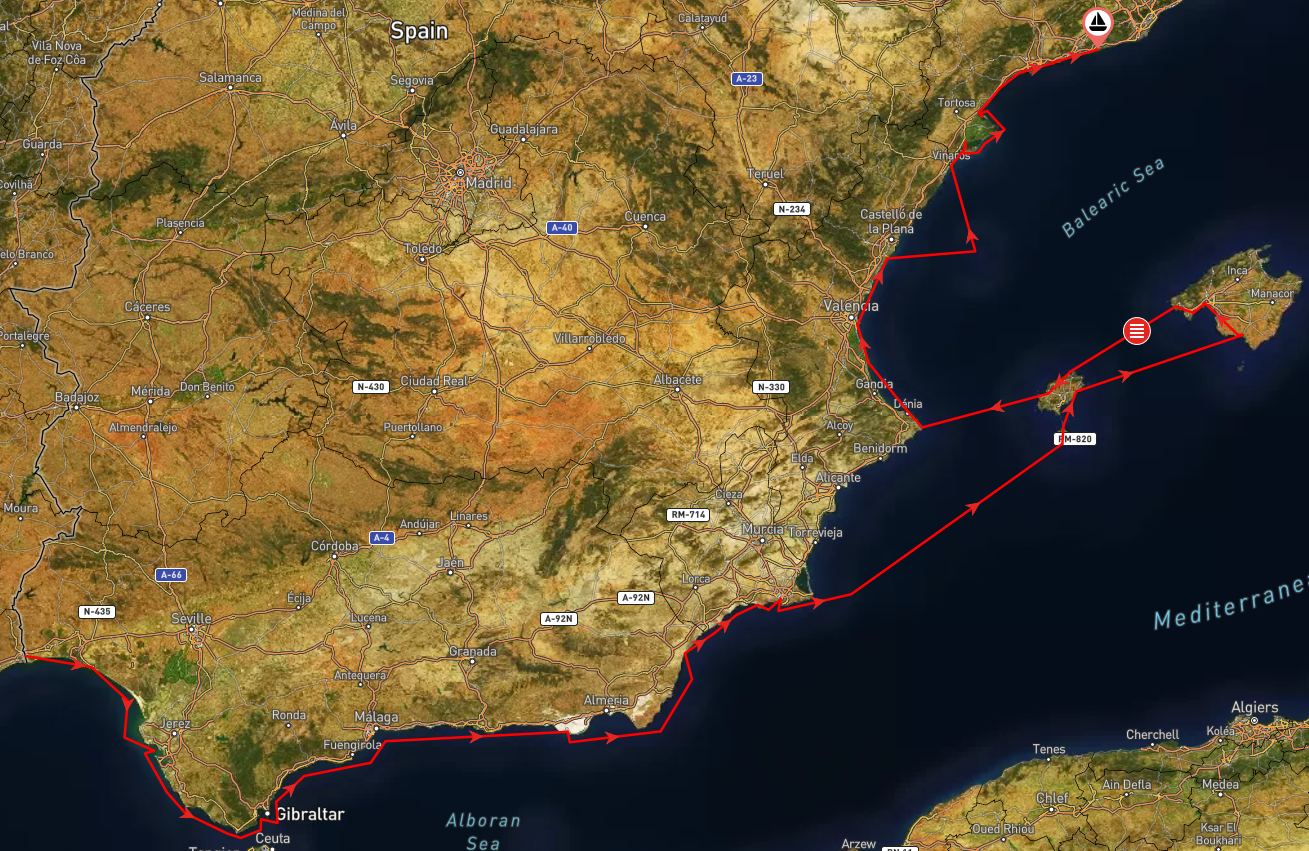 Medina del
Campo
Spain
Calatayud
Vila Nova
de Foz Côa
Salamanca
Segovia
A-23
Tortosa
Ávila
Guadalajara
Guarda
Vinaròs
Madrid
Teruel
Covilhã
Balearic Sea
Plasencia
Cuenca
N-234
Castelló de
la Plana
A-40
Toledo
elo Branco
Inca
Manacor
Cáceres
València
Portalegre
Villarrobledo
N-430
Ciudad Real
Albacete
N-330
Gandia
Don Benito
Mérida
Badajoz
Dénia
Almendralejo
Puertollano
Alcoy
RM-820
Benidorm
Elda
Alicante
Cieza
Moura
RM-714
Linares
Andújar
Murcia
Torrevieja
A-4
Córdoba
Jaén
A-66
Lorca
Écija
A-92N
N-435
Seville
Lucena
A-92N
Mediterranea
Granada
Antequera
Almería
Algiers
Ronda
Málaga
Jerez
Koléa
Cherchell
Fuengirola
Tenes
Ain Defla
Medea
Chlef
Gibraltar
Alboran
Sea
Oued Rhiou
Ksar El
Boukhari
Ceuta
Arzew